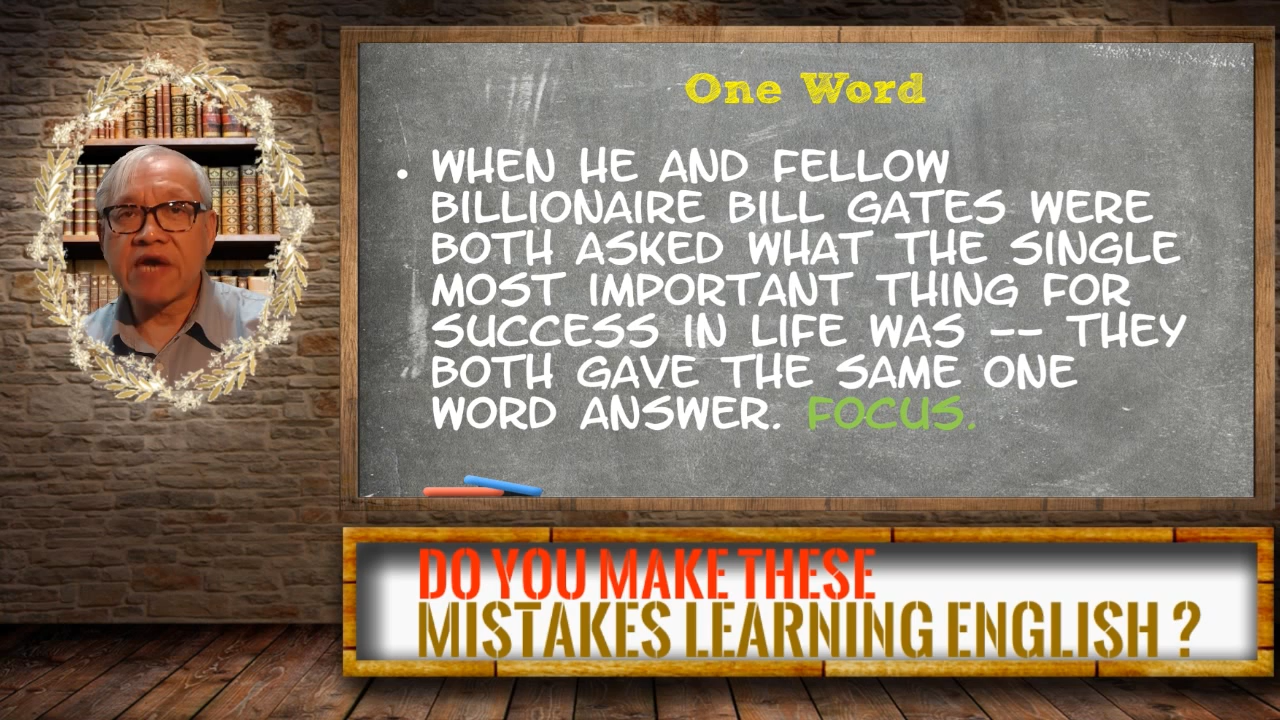 One Word
• WHEN HE AND FELLOW
BILLIONAIRE BILL GATES WERE
BOTH ASKED WHAT THE SINGLE
MOST IMPORTANT THING FOR
SUCCESS IN LIFE WAS -- THEY
BOTH GAVE THE SAME ONE
WORD ANSWER. FOCUS.
DO YOU MAKE THESE
MISTAKES LEARNING ENGLISH ?